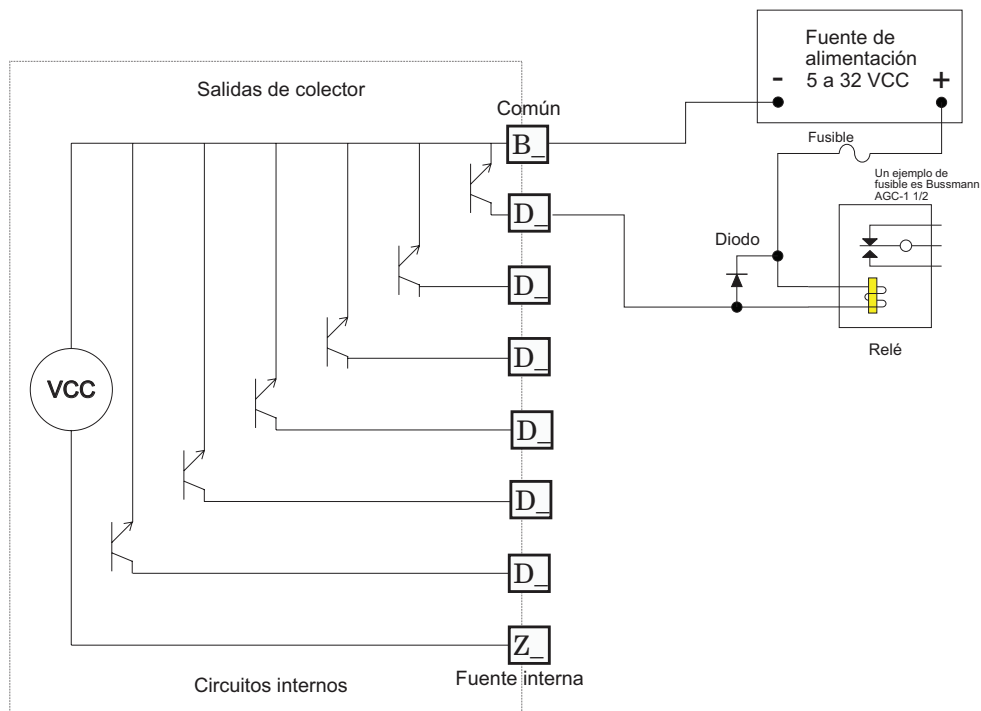 Fuente de
alimentación
5 a 32 VCC
-
+
Salidas de colector
Común
B_
Fusible
Un ejemplo de
fusible es Bussmann
AGC-1 1/2
D_
Diodo
D_
D_
Relé
VCC
D_
D_
D_
Z_
Fuente interna
Circuitos internos